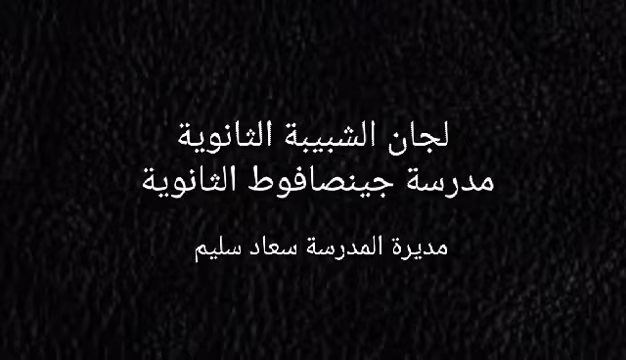 لجان الشبيبة الثانوية
مدرسة جينصافوط الثانوية
مديرة المدرسة سعاد سليم